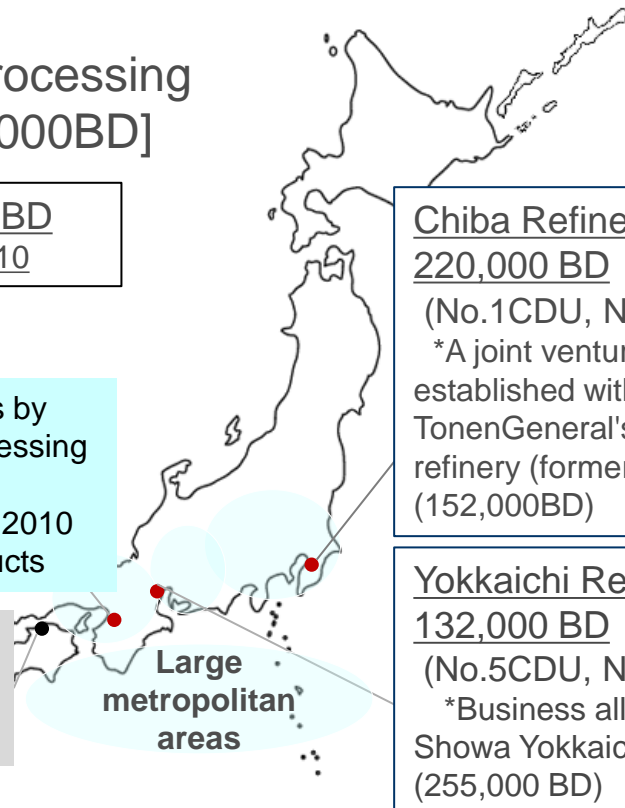 rocessing
000BD]
BD
10
s by
essing
2010
ucts
Large
metropolitan
areas
Chiba Refine
220,000 BD
(No.1CDU, N
*A joint ventur
established with
TonenGeneral's
refinery (former
(152,000BD)
Yokkaichi Re
132,000 BD
(No.5CDU, N
*Business all
Showa Yokkaic
(255,000 BD)